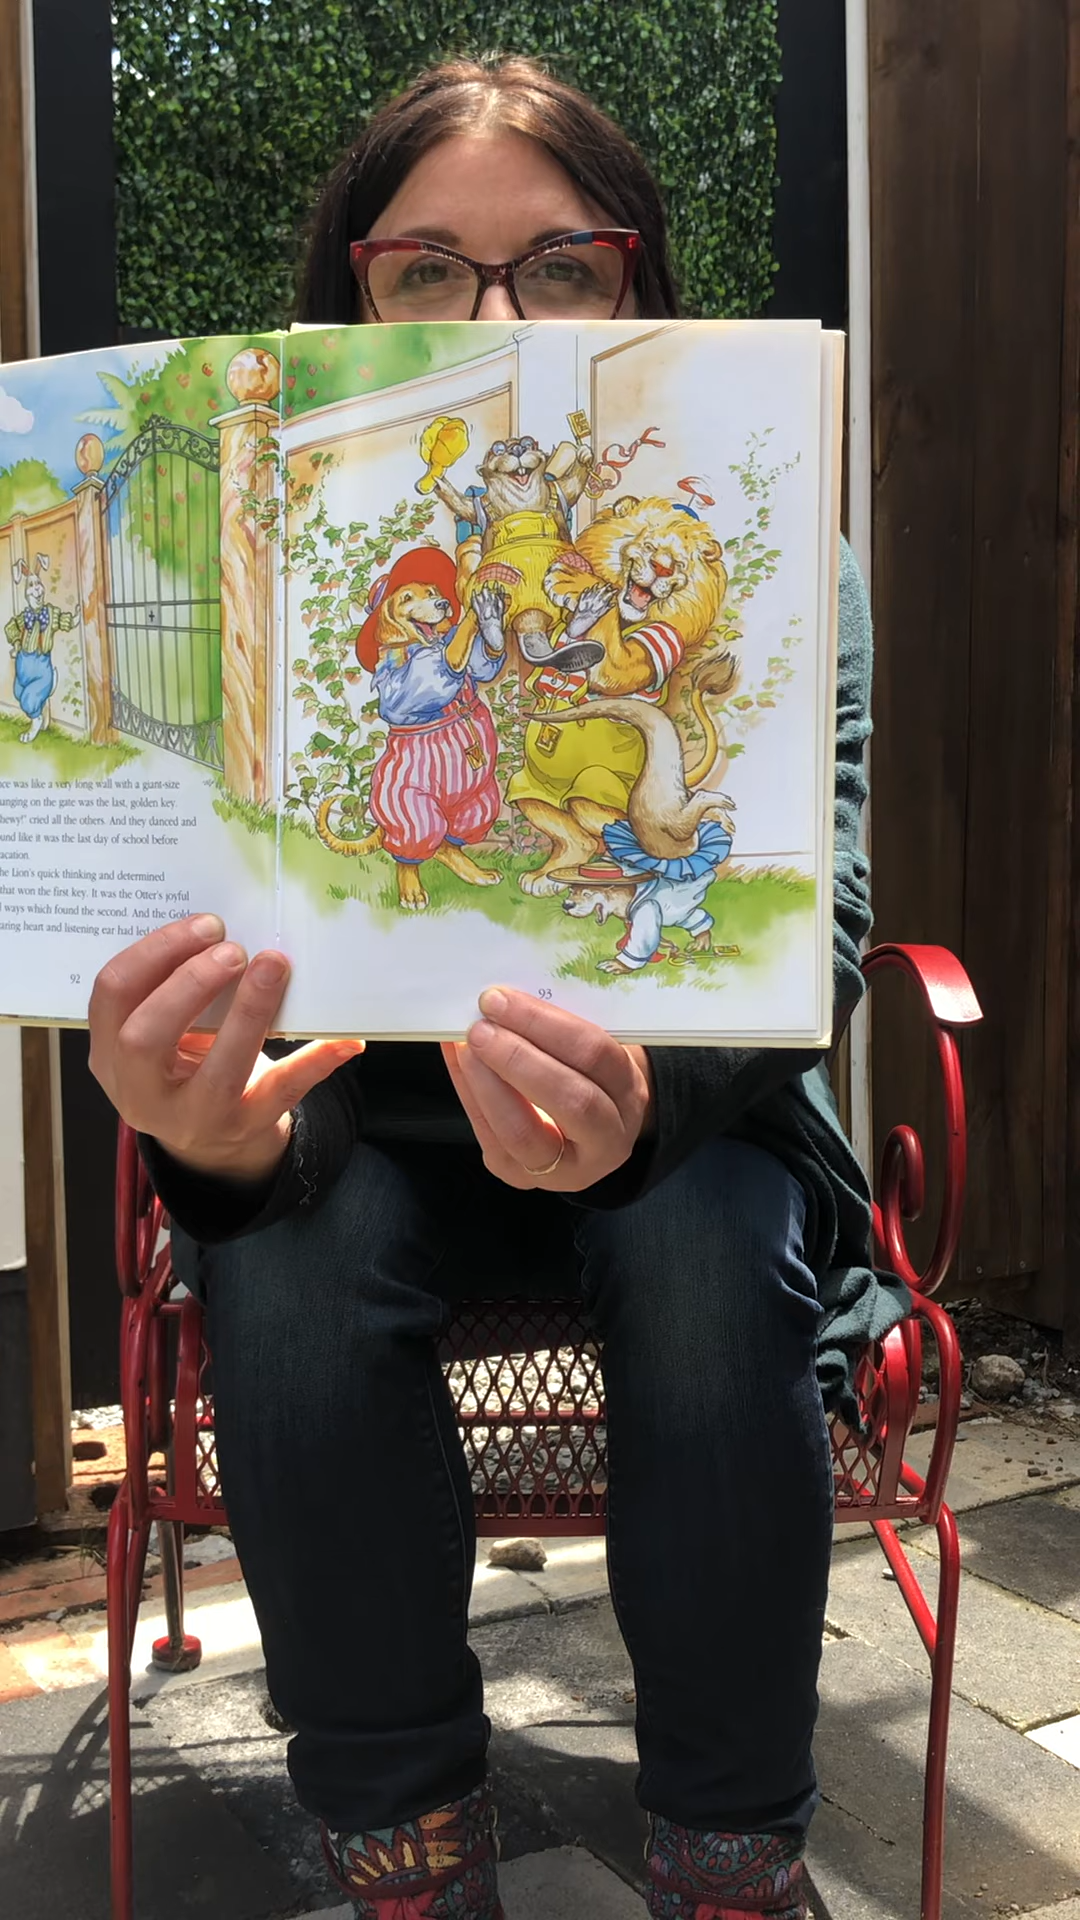 ce was like a very long wall with a giant-size
anging on the gate was the last, golden key.
hewy!" cried all the others. And they danced and
und like it was the last day of school before
acation.
he Lion's quick thinking and determined
that won the first key. It was the Otter's joyful
l ways which found the second. And the Gold
aring heart and listening ear had led
92
93